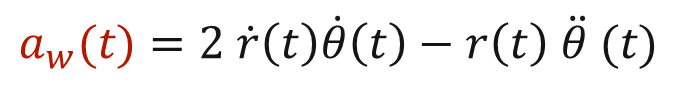 a_w(t) = 2 ṙ(t)θ̇(t) − r(t) θ̈ (t)